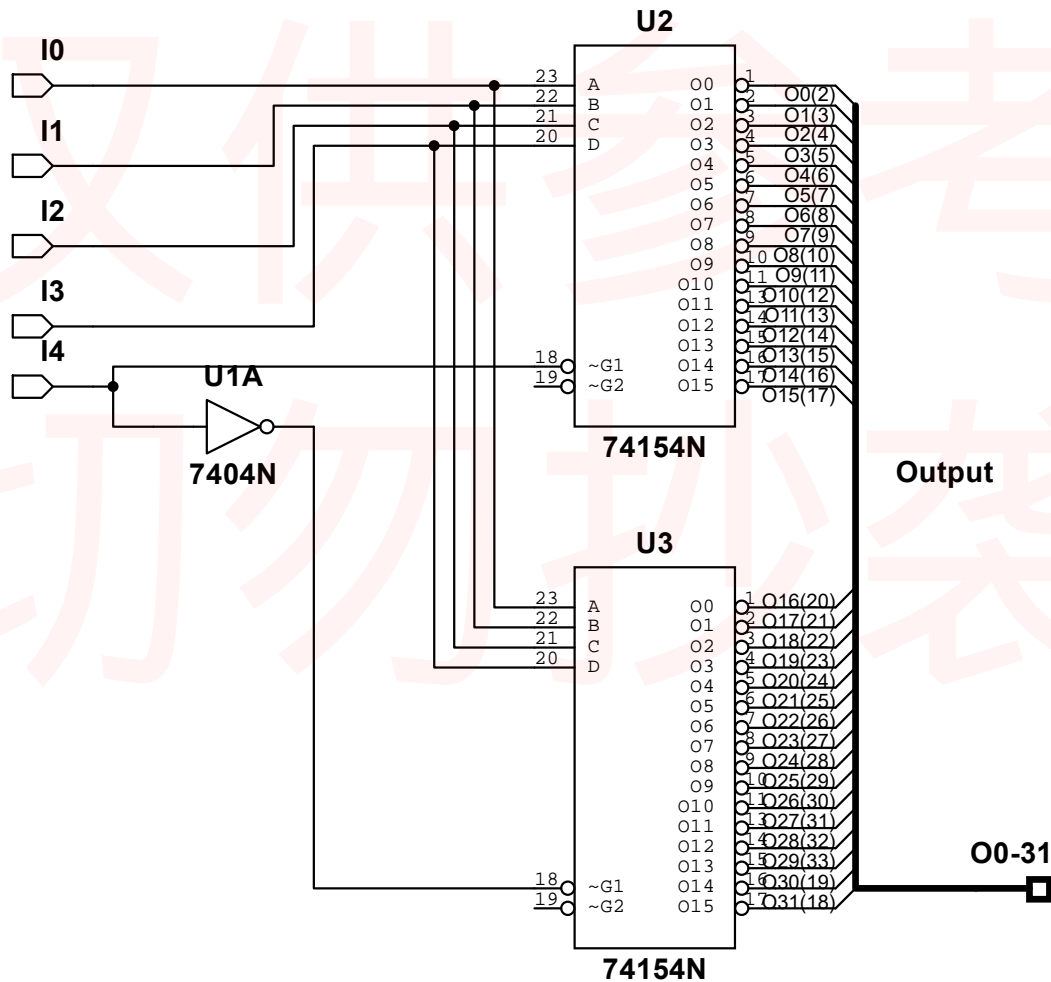 仅供参考
切勿抄袭
I0
I1
I2
I3
I4
U1A
7404N
U2
23 A
22 B
21 C
20 D
18 ~G1
19 ~G2
O0 1 O0(2)
O1 2 O1(3)
O2 3 O2(4)
O3 4 O3(5)
O4 5 O4(6)
O5 6 O5(7)
O6 7 O6(8)
O7 8 O7(9)
O8 9 O8(10)
O9 10 O9(11)
O10 11 O10(12)
O11 13 O11(13)
O12 14 O12(14)
O13 15 O13(15)
O14 16 O14(16)
O15 17 O15(17)
74154N
Output
U3
23 A
22 B
21 C
20 D
18 ~G1
19 ~G2
O0 1 O16(20)
O1 2 O17(21)
O2 3 O18(22)
O3 4 O19(23)
O4 5 O20(24)
O5 6 O21(25)
O6 7 O22(26)
O7 8 O23(27)
O8 9 O24(28)
O9 10 O25(29)
O10 11 O26(30)
O11 13 O27(31)
O12 14 O28(32)
O13 15 O29(33)
O14 16 O30(19)
O15 17 O31(18)
74154N
O0-31